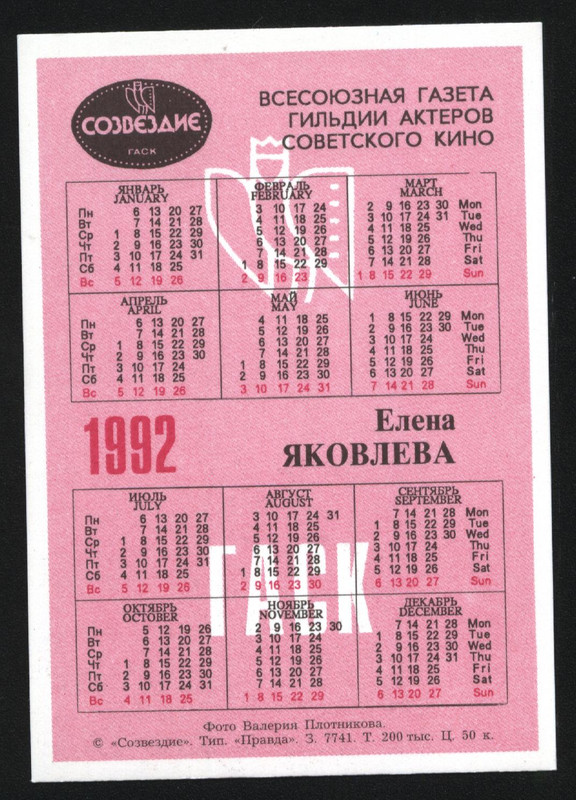 СОЗВЕЗДИЕ
ГАСК
ВСЕСОЮЗНАЯ ГАЗЕТА
ГИЛЬДИИ АКТЕРОВ
СОВЕТСКОГО КИНО
ЯНВАРЬ ФЕВРАЛЬ МАРТ
JANUARY FEBRUARY MARCH
Пн 6 13 20 27 3 10 17 24 2 9 16 23 30 Mon
Вт 7 14 21 28 4 11 18 25 3 10 17 24 31 Tue
Ср 1 8 15 22 29 5 12 19 26 4 11 18 25 Wed
Чт 2 9 16 23 30 6 13 20 27 5 12 19 26 Thu
Пт 3 10 17 24 31 7 14 21 28 6 13 20 27 Fri
Сб 4 11 18 25 1 8 15 22 29 7 14 21 28 Sat
Вс 5 12 19 26 2 9 16 23 1 8 15 22 29 Sun
АПРЕЛЬ МАЙ ИЮНЬ
APRIL MAY JUNE
Пн 6 13 20 27 4 11 18 25 1 8 15 22 29 Mon
Вт 7 14 21 28 5 12 19 26 2 9 16 23 30 Tue
Ср 1 8 15 22 29 6 13 20 27 3 10 17 24 Wed
Чт 2 9 16 23 30 7 14 21 28 4 11 18 25 Thu
Пт 3 10 17 24 1 8 15 22 29 5 12 19 26 Fri
Сб 4 11 18 25 2 9 16 23 30 6 13 20 27 Sat
Вс 5 12 19 26 3 10 17 24 31 7 14 21 28 Sun
1992
Елена
ЯКОВЛЕВА
ИЮЛЬ АВГУСТ СЕНТЯБРЬ
JULY AUGUST SEPTEMBER
Пн 6 13 20 27 3 10 17 24 31 7 14 21 28 Mon
Вт 7 14 21 28 4 11 18 25 1 8 15 22 29 Tue
Ср 1 8 15 22 29 5 12 19 26 2 9 16 23 30 Wed
Чт 2 9 16 23 30 6 13 20 27 3 10 17 24 Thu
Пт 3 10 17 24 31 7 14 21 28 4 11 18 25 Fri
Сб 4 11 18 25 1 8 15 22 29 5 12 19 26 Sat
Вс 5 12 19 26 2 9 16 23 30 6 13 20 27 Sun
ГАСК
ОКТЯБРЬ НОЯБРЬ ДЕКАБРЬ
OCTOBER NOVEMBER DECEMBER
Пн 5 12 19 26 2 9 16 23 30 7 14 21 28 Mon
Вт 6 13 20 27 3 10 17 24 1 8 15 22 29 Tue
Ср 7 14 21 28 4 11 18 25 2 9 16 23 30 Wed
Чт 1 8 15 22 29 5 12 19 26 3 10 17 24 31 Thu
Пт 2 9 16 23 30 6 13 20 27 4 11 18 25 Fri
Сб 3 10 17 24 31 7 14 21 28 5 12 19 26 Sat
Вс 4 11 18 25 1 8 15 22 29 6 13 20 27 Sun
Фото Валерия Плотникова.
© «Созвездие». Тип. «Правда». З. 7741. Т. 200 тыс. Ц. 50 к.